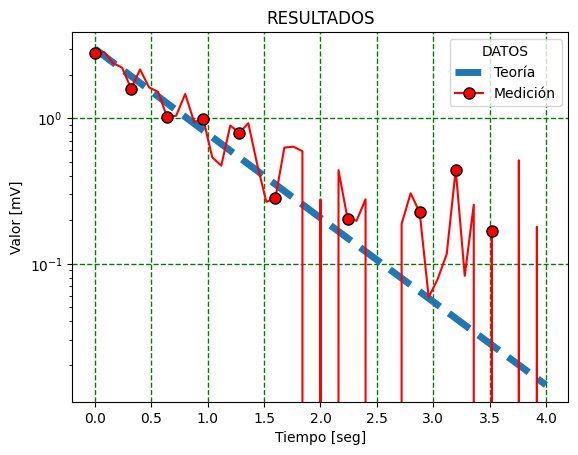 RESULTADOS
DATOS
Teoría
Medición
Valor [mV]
10⁰
10⁻¹
0.0 0.5 1.0 1.5 2.0 2.5 3.0 3.5 4.0
Tiempo [seg]